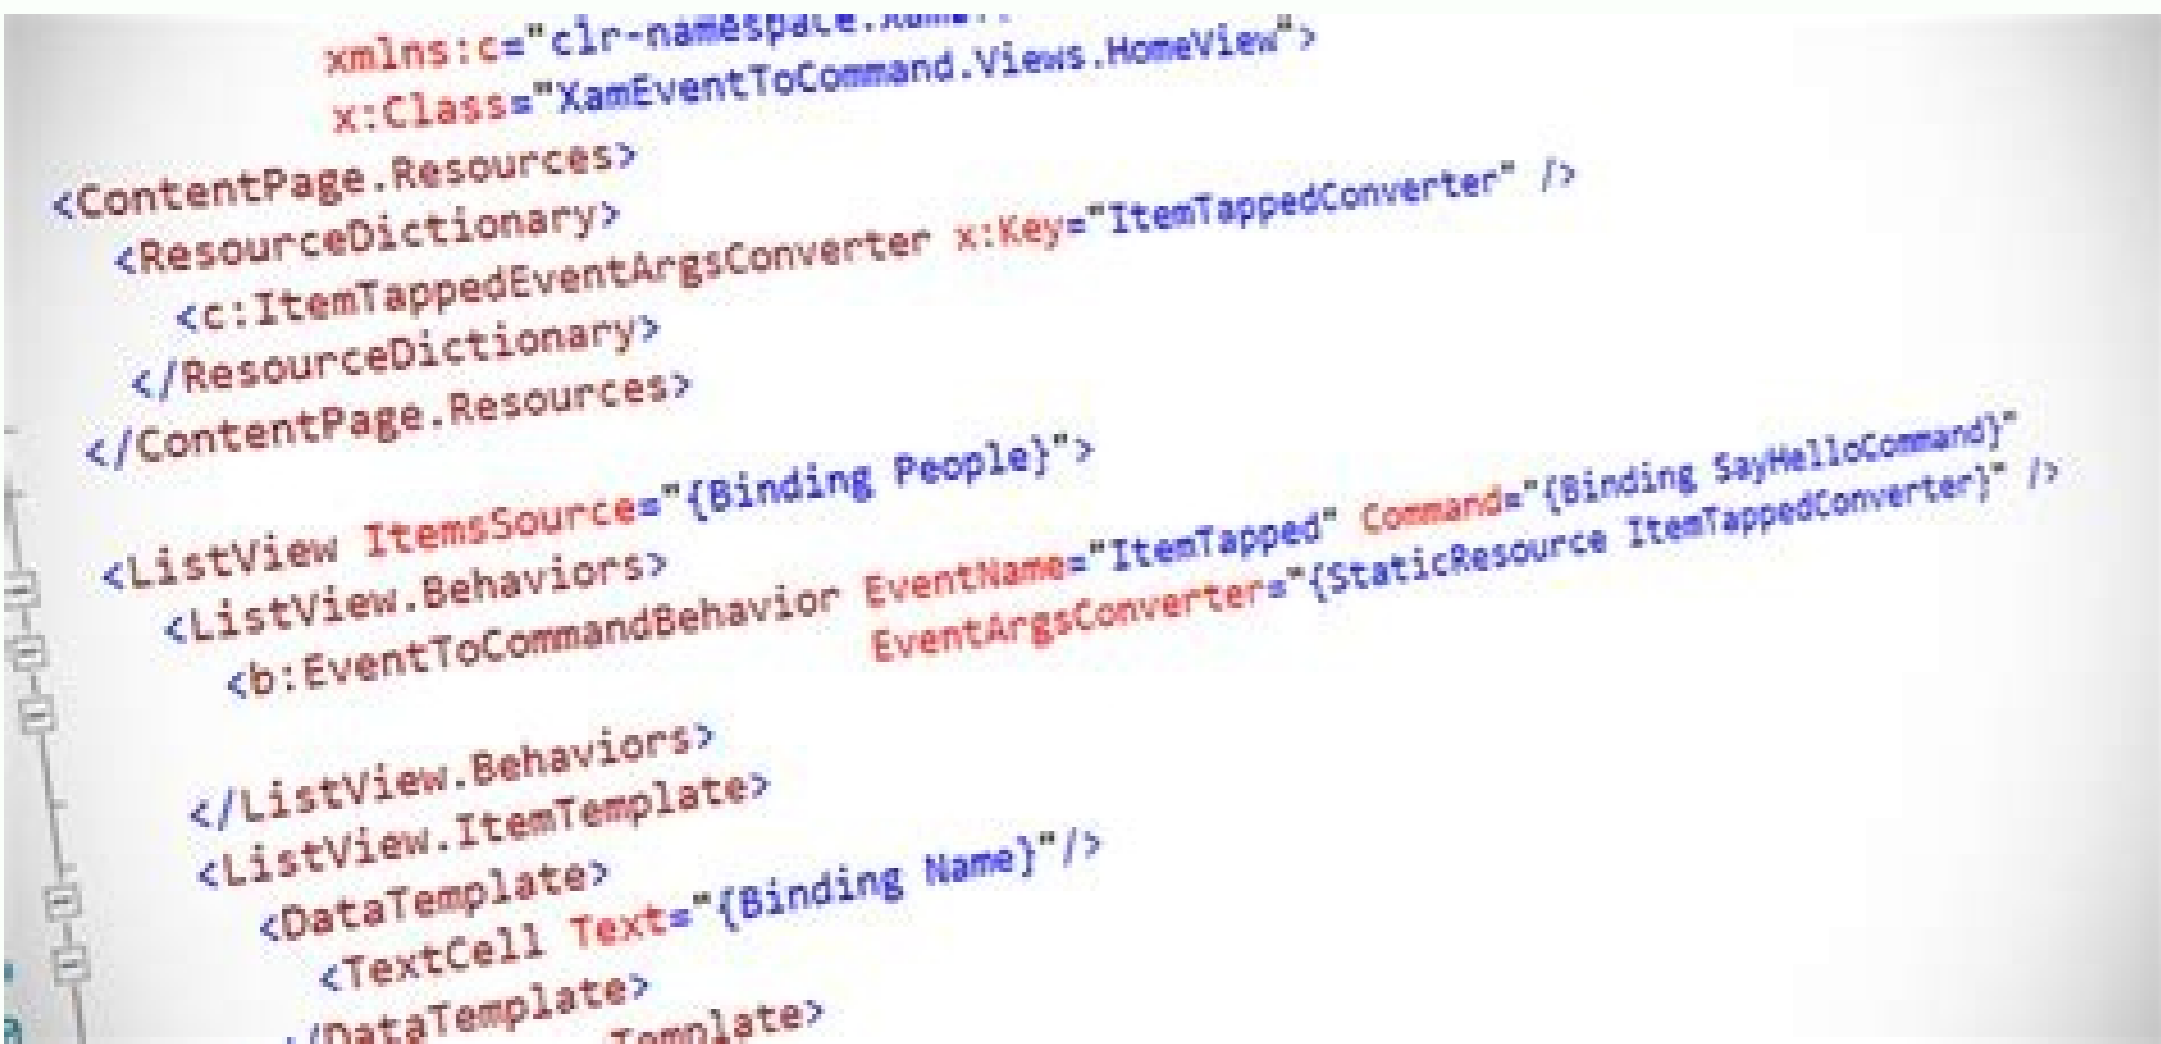 xmlns:c="clr-namespace.
x:Class="XamEventToCommand.Views.HomeView">
<ContentPage.Resources>
<ResourceDictionary>
<c:ItemTappedEventArgsConverter x:Key="ItemTappedConverter" />
</ResourceDictionary>
</ContentPage.Resources>
<ListView ItemsSource="{Binding People}">
<ListView.Behaviors>
<b:EventToCommandBehavior EventName="ItemTapped" Command="{Binding SayHelloCommand}"
EventArgsConverter="{StaticResource ItemTappedConverter}" />
</ListView.Behaviors>
<ListView.ItemTemplate>
<DataTemplate>
<TextCell Text="{Binding Name}"/>
</DataTemplate>
Template>